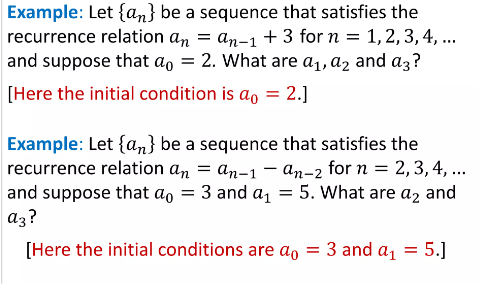 Example: Let {aₙ} be a sequence that satisfies the
recurrence relation aₙ = aₙ₋₁ + 3 for n = 1, 2, 3, 4, ...
and suppose that a₀ = 2. What are a₁, a₂ and a₃?
[Here the initial condition is a₀ = 2.]
Example: Let {aₙ} be a sequence that satisfies the
recurrence relation aₙ = aₙ₋₁ − aₙ₋₂ for n = 2, 3, 4, ...
and suppose that a₀ = 3 and a₁ = 5. What are a₂ and
a₃?
[Here the initial conditions are a₀ = 3 and a₁ = 5.]